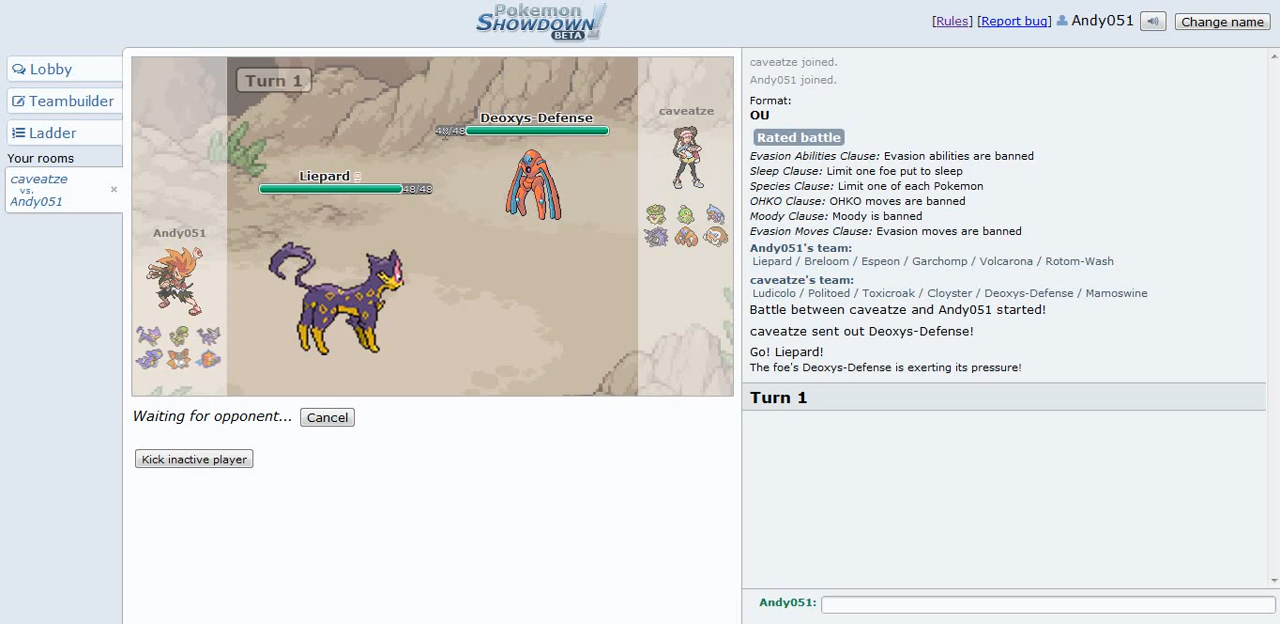 Pokemon
SHOWDOWN!
BETA
[Rules] [Report bug] Andy051 Change name
Lobby
Teambuilder
Ladder
Your rooms
caveatze
vs.
Andy051
×
Turn 1
Deoxys-Defense
48/48
Liepard
48/48
Andy051
caveatze
Waiting for opponent... Cancel
Kick inactive player
caveatze joined.
Andy051 joined.
Format:
OU
Rated battle
Evasion Abilities Clause: Evasion abilities are banned
Sleep Clause: Limit one foe put to sleep
Species Clause: Limit one of each Pokemon
OHKO Clause: OHKO moves are banned
Moody Clause: Moody is banned
Evasion Moves Clause: Evasion moves are banned
Andy051's team:
Liepard / Breloom / Espeon / Garchomp / Volcarona / Rotom-Wash
caveatze's team:
Ludicolo / Politoed / Toxicroak / Cloyster / Deoxys-Defense / Mamoswine
Battle between caveatze and Andy051 started!
caveatze sent out Deoxys-Defense!
Go! Liepard!
The foe's Deoxys-Defense is exerting its pressure!
Turn 1
Andy051: